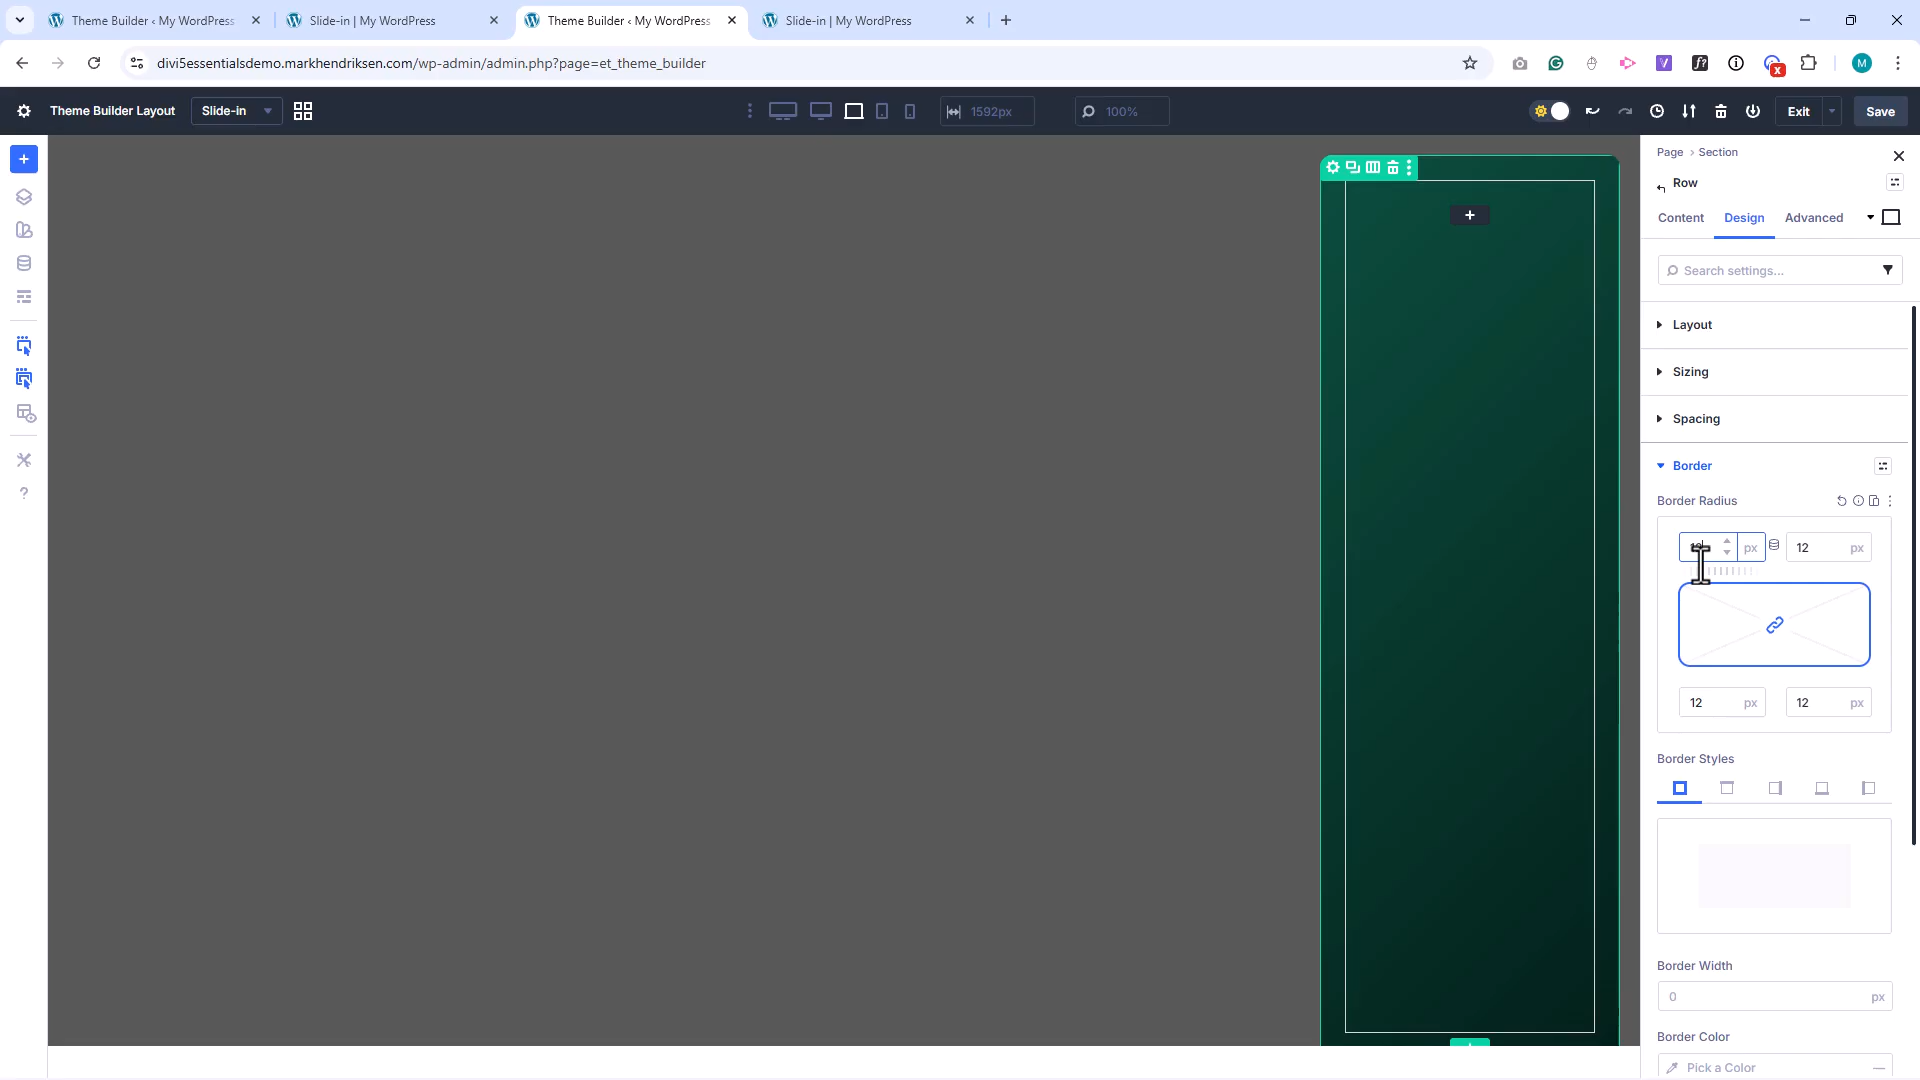 Theme Builder ‹ My WordPress
Slide-in | My WordPress
Theme Builder ‹ My WordPress
Slide-in | My WordPress
divi5essentialsdemo.markhendriksen.com/wp-admin/admin.php?page=et_theme_builder
M
Theme Builder Layout
Slide-in
1592px
100%
Exit
Save
Page › Section
Row
Content
Design
Advanced
Search settings...
Layout
Sizing
Spacing
Border
Border Radius
px
12 px
12 px
12 px
Border Styles
Border Width
0 px
Border Color
Pick a Color